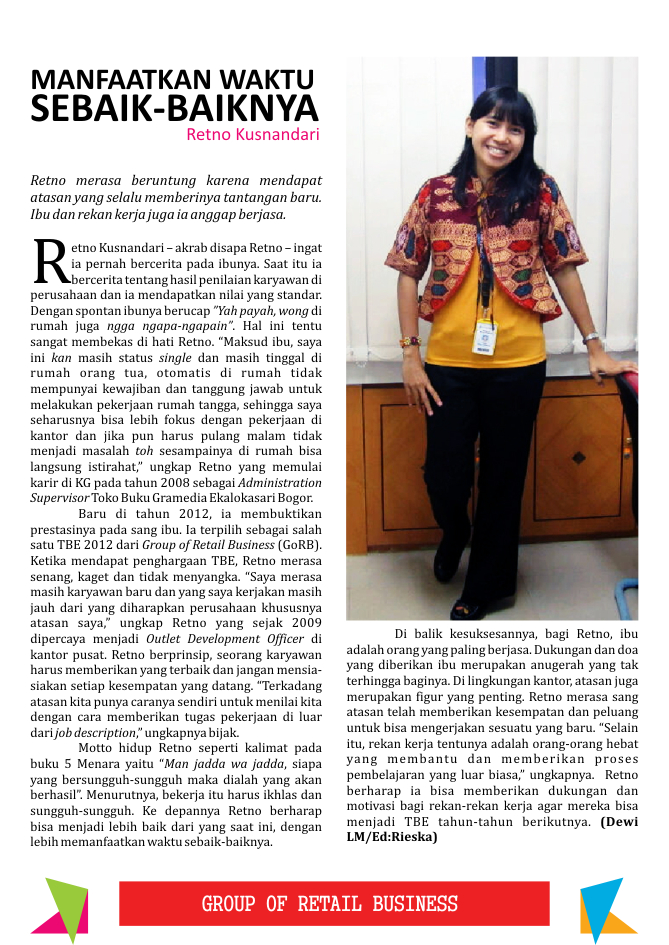 MANFAATKAN WAKTU
SEBAIK-BAIKNYA
Retno Kusnandari
Retno merasa beruntung karena mendapat
atasan yang selalu memberinya tantangan baru.
Ibu dan rekan kerja juga ia anggap berjasa.
Retno Kusnandari – akrab disapa Retno – ingat
ia pernah bercerita pada ibunya. Saat itu ia
bercerita tentang hasil penilaian karyawan di
perusahaan dan ia mendapatkan nilai yang standar.
Dengan spontan ibunya berucap "Yah payah, wong di
rumah juga ngga ngapa-ngapain". Hal ini tentu
sangat membekas di hati Retno. “Maksud ibu, saya
ini kan masih status single dan masih tinggal di
rumah orang tua, otomatis di rumah tidak
mempunyai kewajiban dan tanggung jawab untuk
melakukan pekerjaan rumah tangga, sehingga saya
seharusnya bisa lebih fokus dengan pekerjaan di
kantor dan jika pun harus pulang malam tidak
menjadi masalah toh sesampainya di rumah bisa
langsung istirahat,” ungkap Retno yang memulai
karir di KG pada tahun 2008 sebagai Administration
Supervisor Toko Buku Gramedia Ekalokasari Bogor.
Baru di tahun 2012, ia membuktikan
prestasinya pada sang ibu. Ia terpilih sebagai salah
satu TBE 2012 dari Group of Retail Business (GoRB).
Ketika mendapat penghargaan TBE, Retno merasa
senang, kaget dan tidak menyangka. “Saya merasa
masih karyawan baru dan yang saya kerjakan masih
jauh dari yang diharapkan perusahaan khususnya
atasan saya,” ungkap Retno yang sejak 2009
dipercaya menjadi Outlet Development Officer di
kantor pusat. Retno berprinsip, seorang karyawan
harus memberikan yang terbaik dan jangan mensia-
siakan setiap kesempatan yang datang. “Terkadang
atasan kita punya caranya sendiri untuk menilai kita
dengan cara memberikan tugas pekerjaan di luar
dari job description,” ungkapnya bijak.
Motto hidup Retno seperti kalimat pada
buku 5 Menara yaitu “Man jadda wa jadda, siapa
yang bersungguh-sungguh maka dialah yang akan
berhasil”. Menurutnya, bekerja itu harus ikhlas dan
sungguh-sungguh. Ke depannya Retno berharap
bisa menjadi lebih baik dari yang saat ini, dengan
lebih memanfaatkan waktu sebaik-baiknya.
Di balik kesuksesannya, bagi Retno, ibu
adalah orang yang paling berjasa. Dukungan dan doa
yang diberikan ibu merupakan anugerah yang tak
terhingga baginya. Di lingkungan kantor, atasan juga
merupakan figur yang penting. Retno merasa sang
atasan telah memberikan kesempatan dan peluang
untuk bisa mengerjakan sesuatu yang baru. “Selain
itu, rekan kerja tentunya adalah orang-orang hebat
yang membantu dan memberikan proses
pembelajaran yang luar biasa,” ungkapnya. Retno
berharap ia bisa memberikan dukungan dan
motivasi bagi rekan-rekan kerja agar mereka bisa
menjadi TBE tahun-tahun berikutnya. (Dewi
LM/Ed:Rieska)
GROUP OF RETAIL BUSINESS